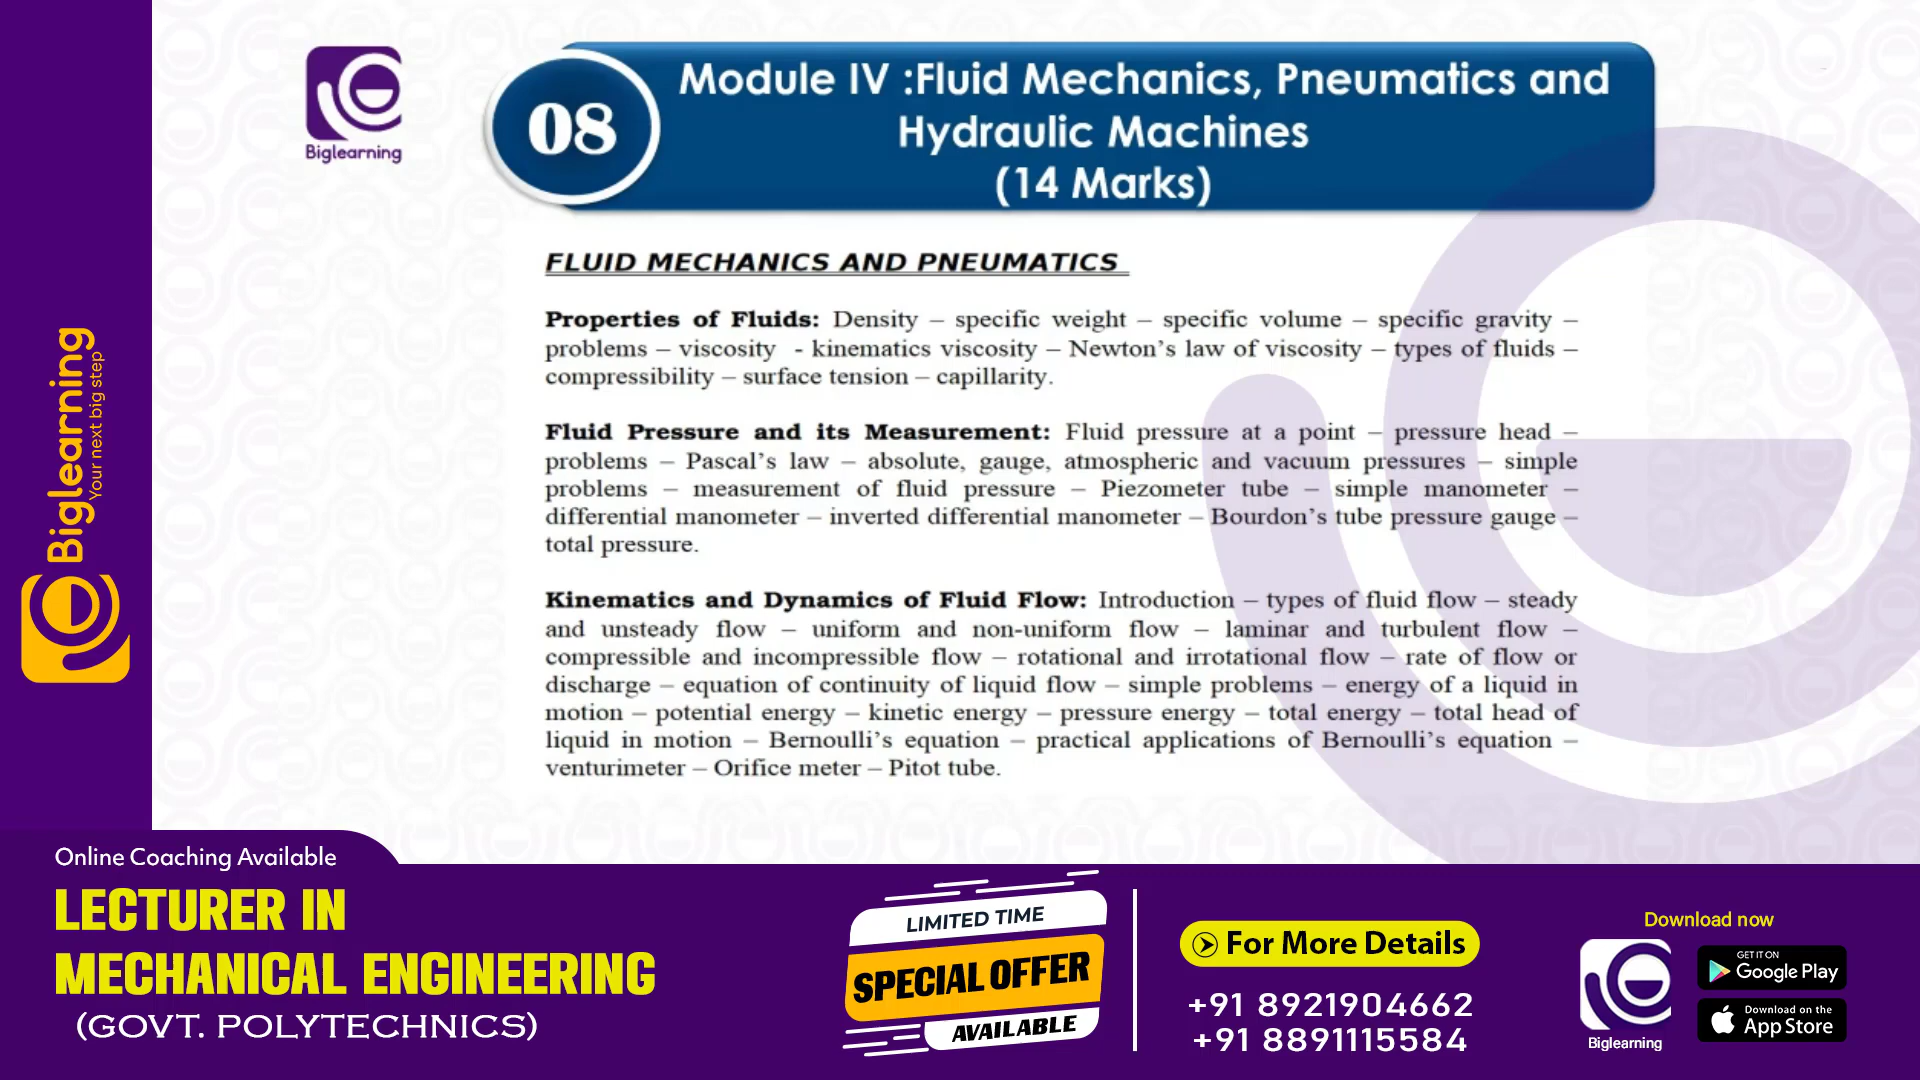 Biglearning
08
Module IV :Fluid Mechanics, Pneumatics and
Hydraulic Machines
(14 Marks)
FLUID MECHANICS AND PNEUMATICS
Properties of Fluids: Density – specific weight – specific volume – specific gravity –
problems – viscosity - kinematics viscosity – Newton's law of viscosity – types of fluids –
compressibility – surface tension – capillarity.
Fluid Pressure and its Measurement: Fluid pressure at a point – pressure head –
problems – Pascal's law – absolute, gauge, atmospheric and vacuum pressures – simple
problems – measurement of fluid pressure – Piezometer tube – simple manometer –
differential manometer – inverted differential manometer – Bourdon's tube pressure gauge –
total pressure.
Kinematics and Dynamics of Fluid Flow: Introduction – types of fluid flow – steady
and unsteady flow – uniform and non-uniform flow – laminar and turbulent flow –
compressible and incompressible flow – rotational and irrotational flow – rate of flow or
discharge – equation of continuity of liquid flow – simple problems – energy of a liquid in
motion – potential energy – kinetic energy – pressure energy – total energy – total head of
liquid in motion – Bernoulli's equation – practical applications of Bernoulli's equation –
venturimeter – Orifice meter – Pitot tube.
Biglearning
Your next big step
Online Coaching Available
LECTURER IN
MECHANICAL ENGINEERING
(GOVT. POLYTECHNICS)
LIMITED TIME
SPECIAL OFFER
AVAILABLE
For More Details
+91 8921904662
+91 8891115584
Download now
Biglearning
GET IT ON
Google Play
Download on the
App Store